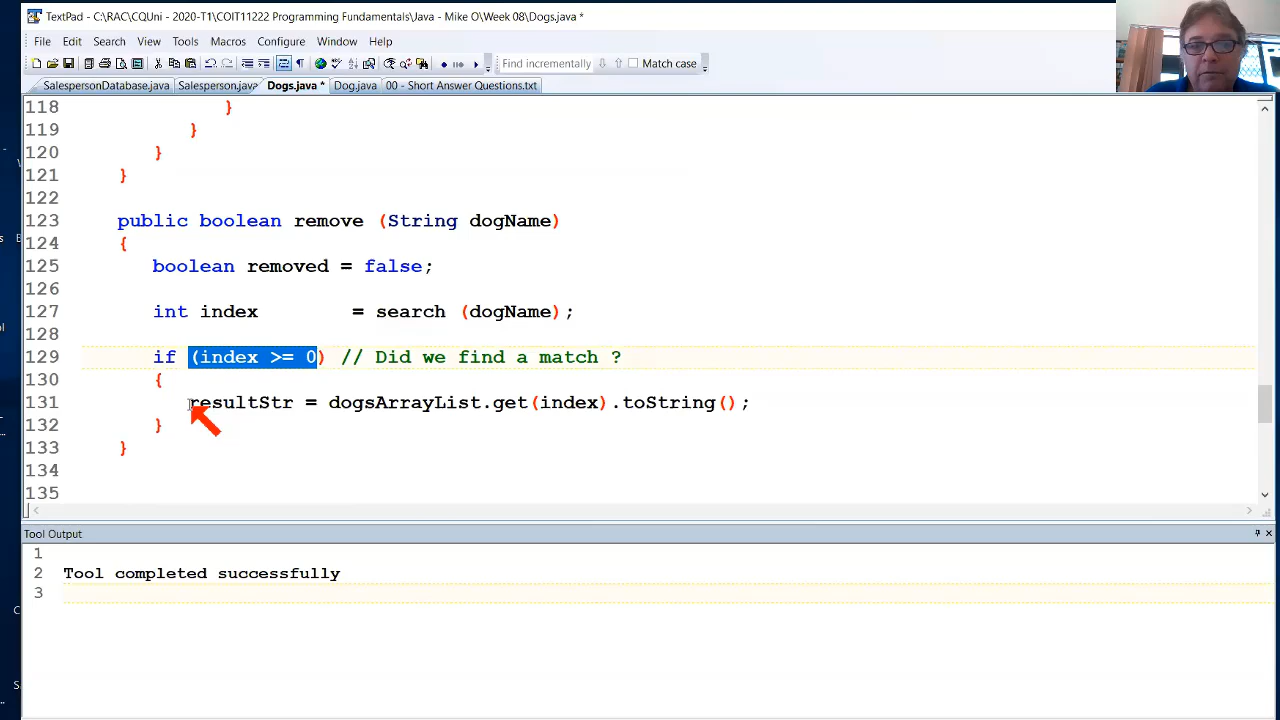 TextPad - C:\RAC\CQUni - 2020-T1\COIT11222 Programming Fundamentals\Java - Mike O\Week 08\Dogs.java *
File Edit Search View Tools Macros Configure Window Help
Find incrementally Match case
SalespersonDatabase.java Salesperson.java Dogs.java * Dog.java 00 - Short Answer Questions.txt
118 }
119 }
120 }
121 }
122
123 public boolean remove (String dogName)
124 {
125 boolean removed = false;
126
127 int index = search (dogName);
128
129 if (index >= 0) // Did we find a match ?
130 {
131 resultStr = dogsArrayList.get(index).toString();
132 }
133 }
134
135
Tool Output
1
2 Tool completed successfully
3